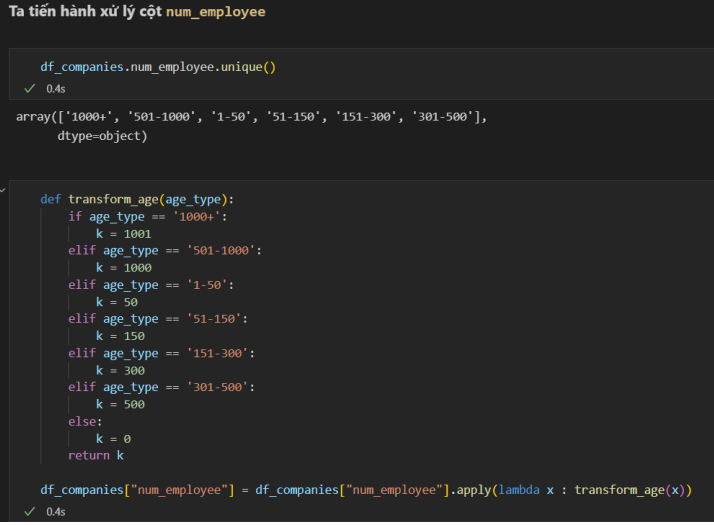 Ta tiến hành xử lý cột num_employee
df_companies.num_employee.unique()
0.4s
array(['1000+', '501-1000', '1-50', '51-150', '151-300', '301-500'],
      dtype=object)
def transform_age(age_type):
    if age_type == '1000+':
        k = 1001
    elif age_type == '501-1000':
        k = 1000
    elif age_type == '1-50':
        k = 50
    elif age_type == '51-150':
        k = 150
    elif age_type == '151-300':
        k = 300
    elif age_type == '301-500':
        k = 500
    else:
        k = 0
    return k
df_companies["num_employee"] = df_companies["num_employee"].apply(lambda x : transform_age(x))
0.4s